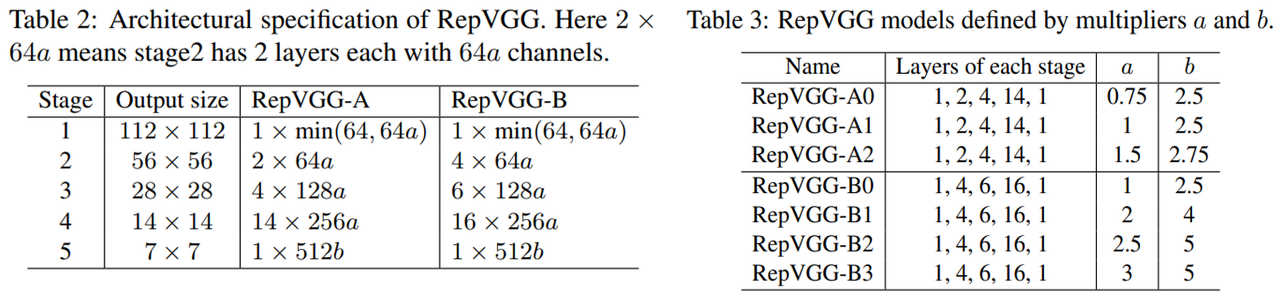 Table 2: Architectural specification of RepVGG. Here 2 ×
64a means stage2 has 2 layers each with 64a channels.
Stage Output size RepVGG-A RepVGG-B
1 112 × 112 1 × min(64, 64a) 1 × min(64, 64a)
2 56 × 56 2 × 64a 4 × 64a
3 28 × 28 4 × 128a 6 × 128a
4 14 × 14 14 × 256a 16 × 256a
5 7 × 7 1 × 512b 1 × 512b
Table 3: RepVGG models defined by multipliers a and b.
Name Layers of each stage a b
RepVGG-A0 1, 2, 4, 14, 1 0.75 2.5
RepVGG-A1 1, 2, 4, 14, 1 1 2.5
RepVGG-A2 1, 2, 4, 14, 1 1.5 2.75
RepVGG-B0 1, 4, 6, 16, 1 1 2.5
RepVGG-B1 1, 4, 6, 16, 1 2 4
RepVGG-B2 1, 4, 6, 16, 1 2.5 5
RepVGG-B3 1, 4, 6, 16, 1 3 5